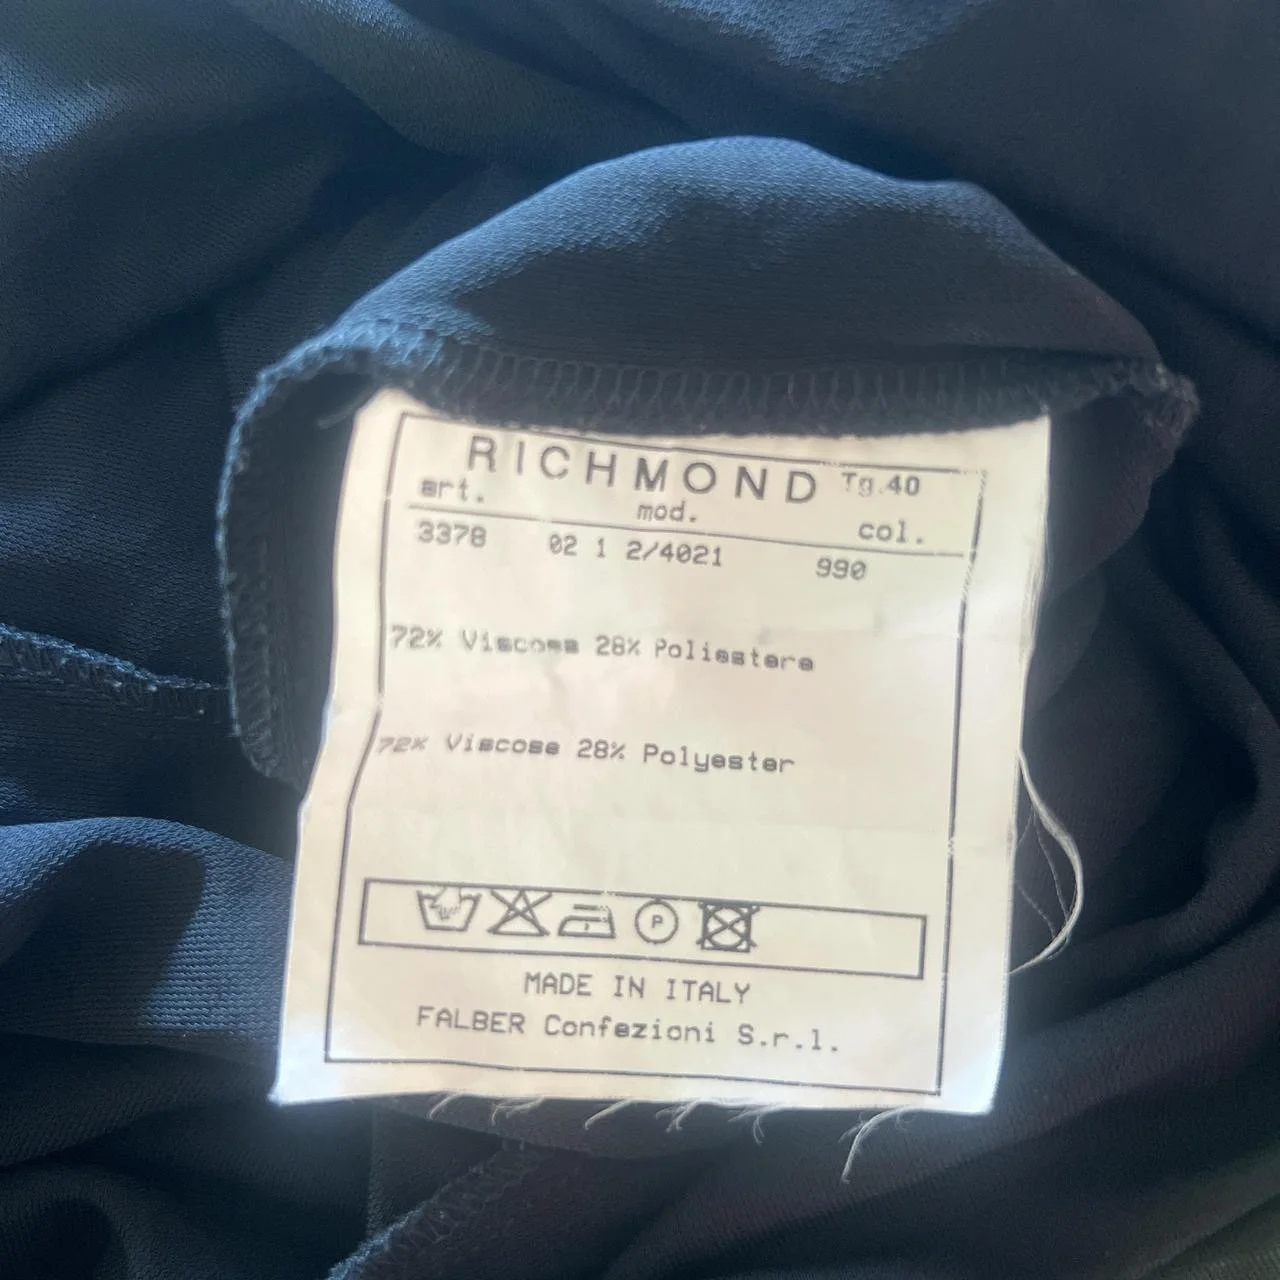 RICHMOND Tg.40
art. mod. col.
3378 02 1 2/4021 990
72% Viscosa 28% Poliestere
72% Viscose 28% Polyester
P
MADE IN ITALY
FALBER Confezioni S.r.l.